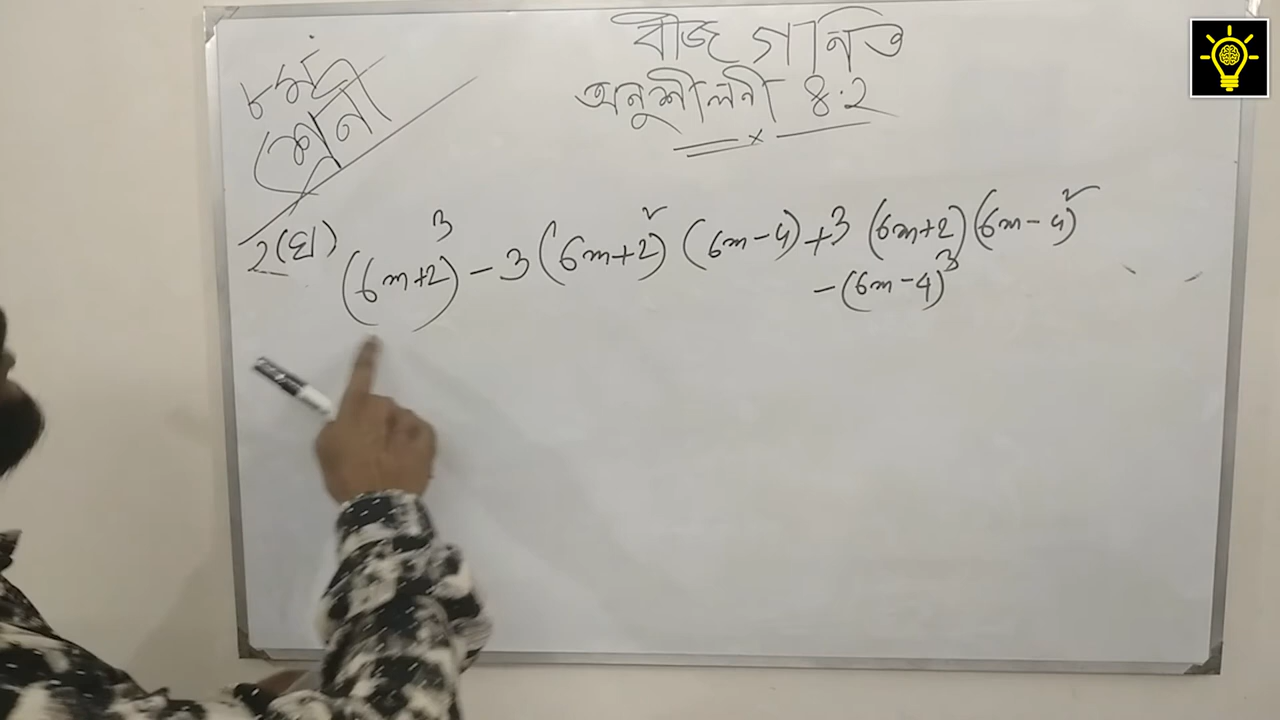 বীজ গানিত
অনুশীলনী ৪.২
৮ম শ্রেনী
2(ঘ) (6m+2)³ - 3(6m+2)² (6m-4) + 3 (6m+2)(6m-4)²
- (6m-4)³